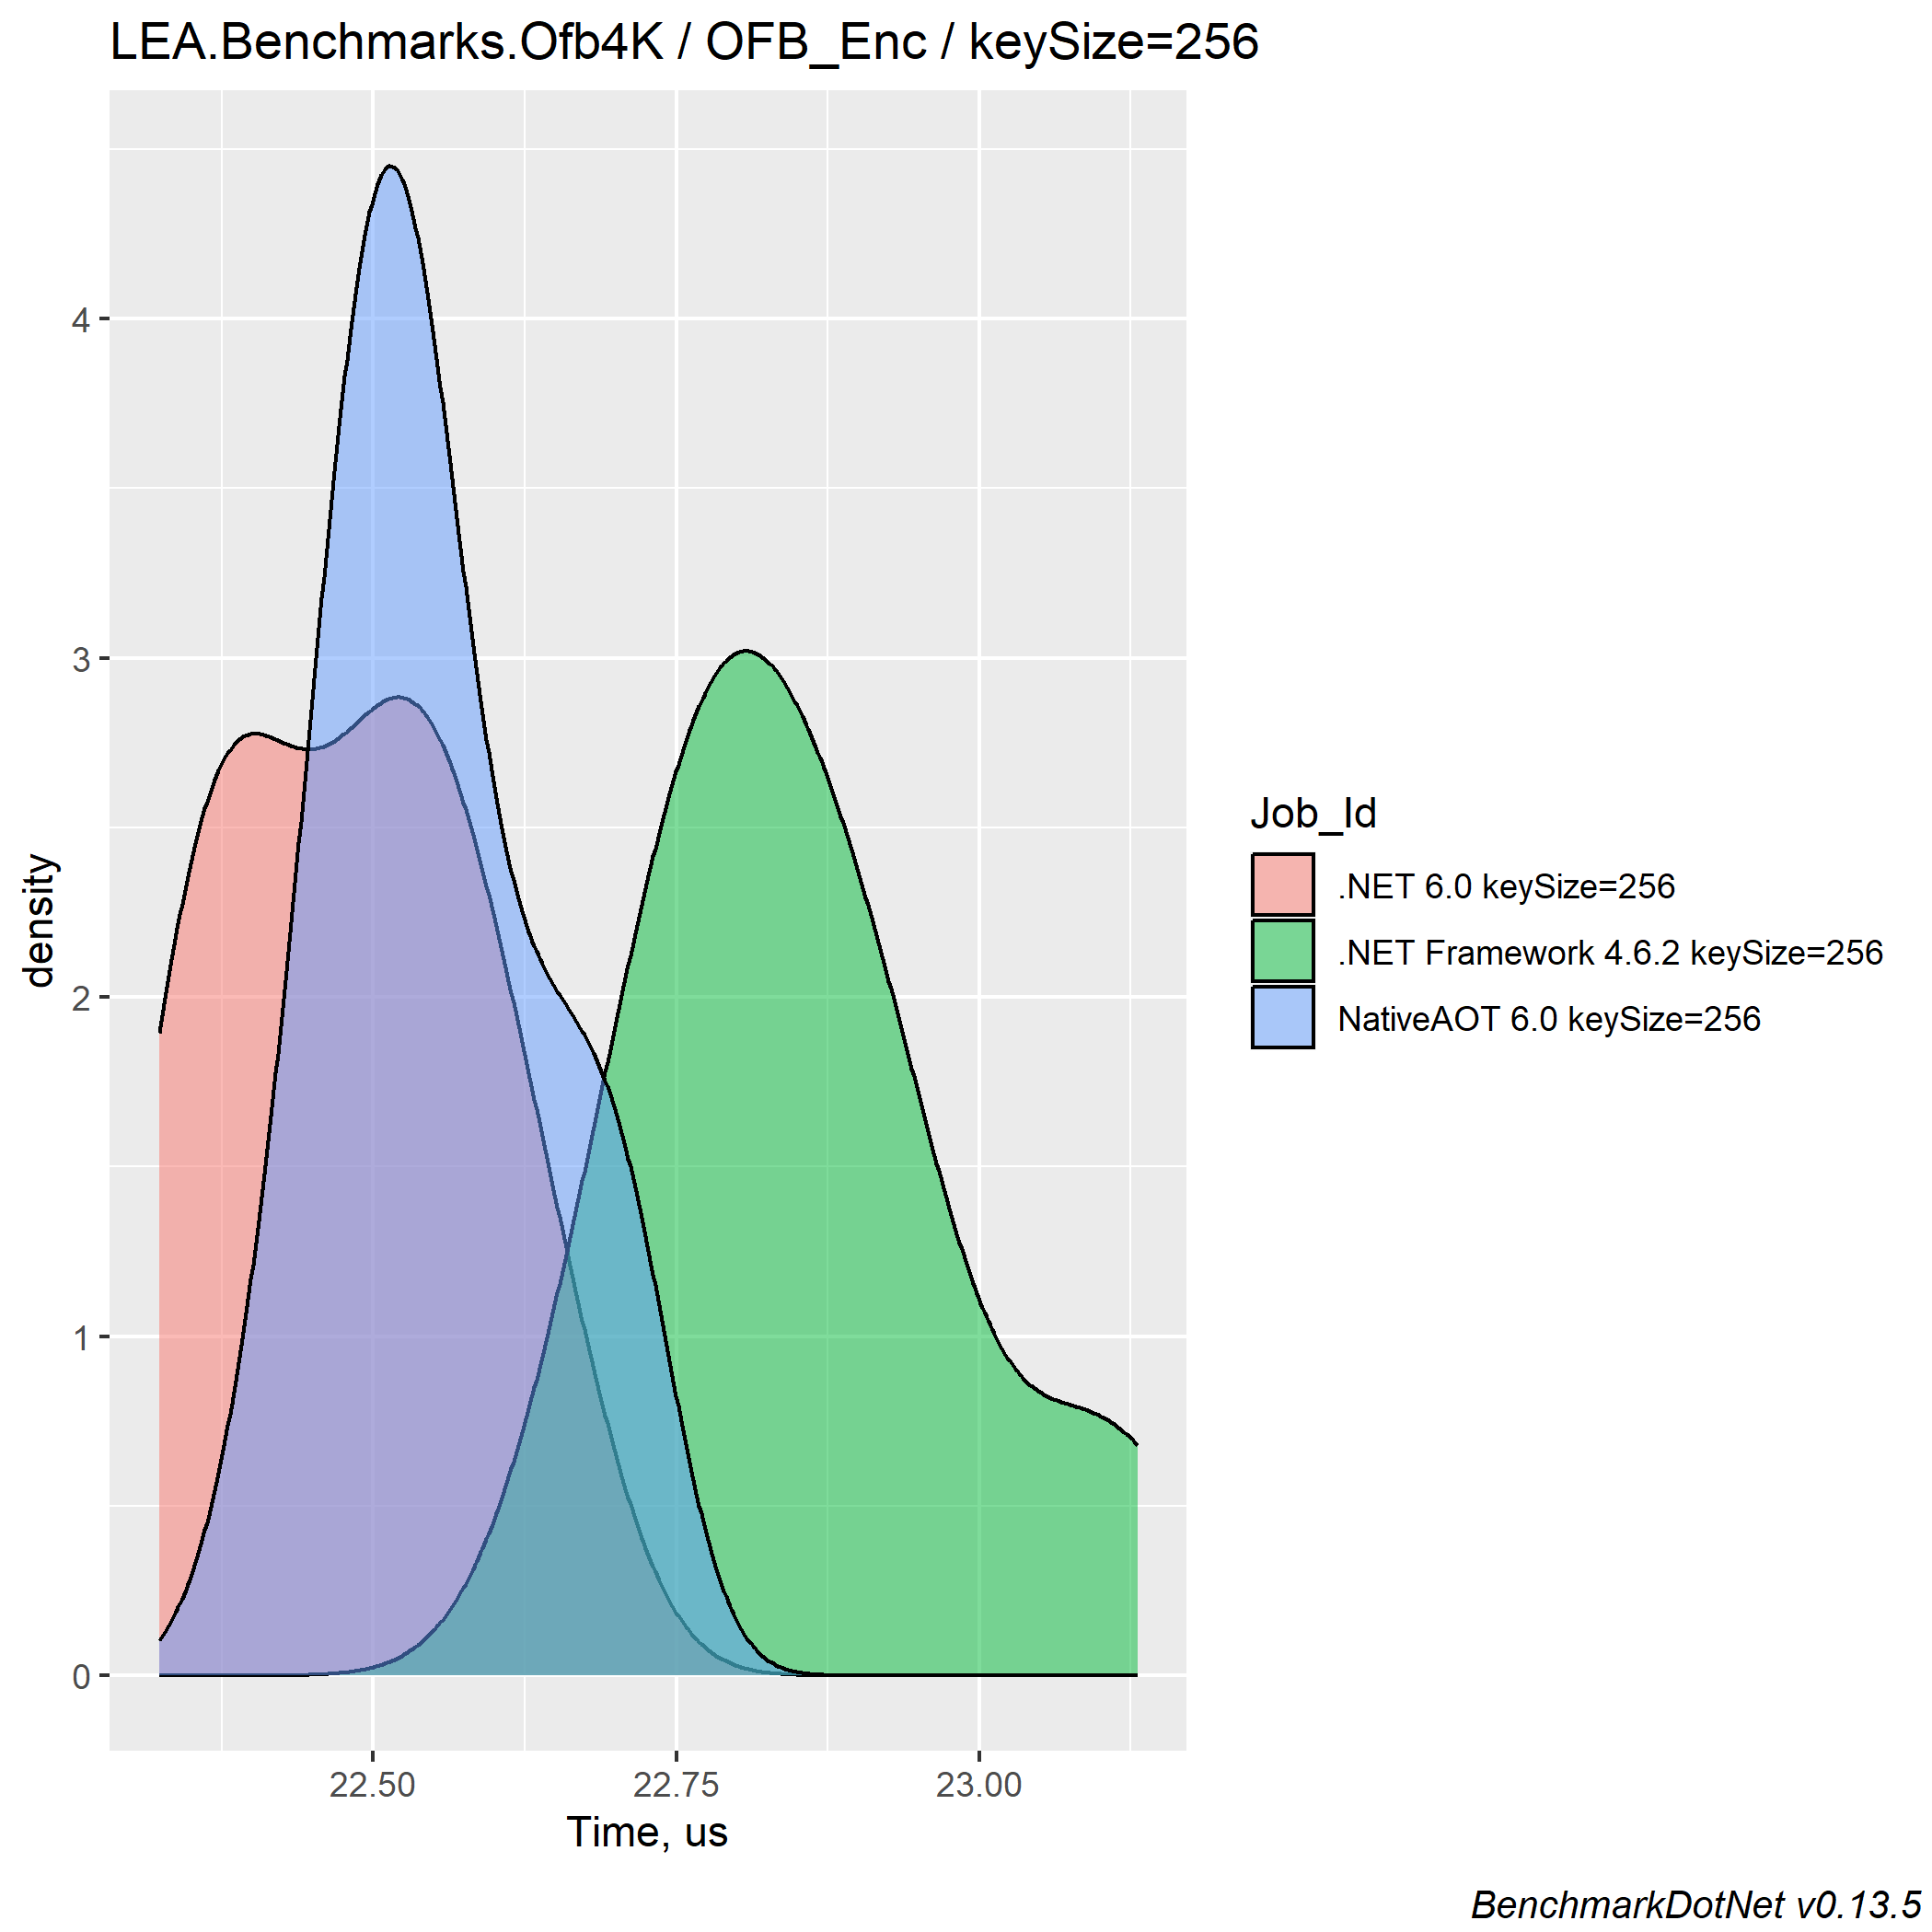 LEA.Benchmarks.Ofb4K / OFB_Enc / keySize=256
density
4
3
2
1
0
22.50 22.75 23.00
Time, us
Job_Id
.NET 6.0 keySize=256
.NET Framework 4.6.2 keySize=256
NativeAOT 6.0 keySize=256
BenchmarkDotNet v0.13.5